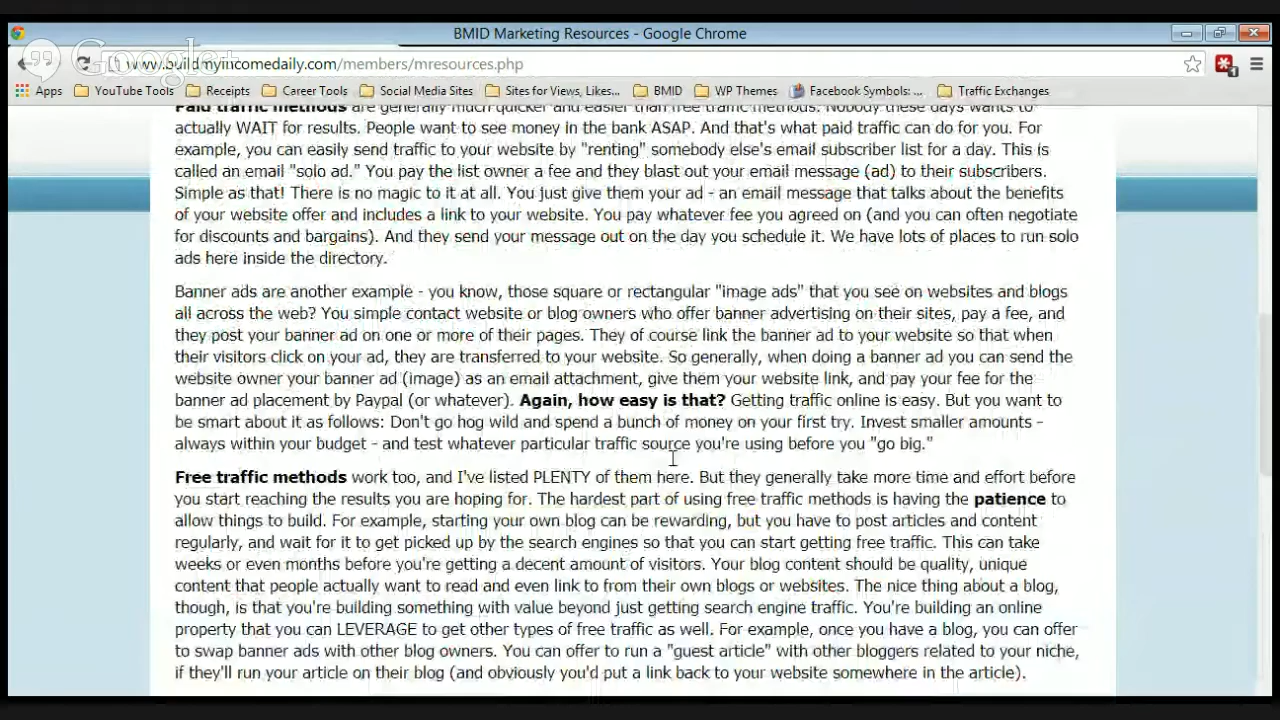 BMID Marketing Resources - Google Chrome
Google+
www.buildmyincomedaily.com/members/mresources.php
1
Apps YouTube Tools Receipts Career Tools Social Media Sites Sites for Views, Likes... BMID WP Themes Facebook Symbols: ... Traffic Exchanges
Paid traffic methods are generally much quicker and easier than free traffic methods. Nobody these days wants to
actually WAIT for results. People want to see money in the bank ASAP. And that's what paid traffic can do for you. For
example, you can easily send traffic to your website by "renting" somebody else's email subscriber list for a day. This is
called an email "solo ad." You pay the list owner a fee and they blast out your email message (ad) to their subscribers.
Simple as that! There is no magic to it at all. You just give them your ad - an email message that talks about the benefits
of your website offer and includes a link to your website. You pay whatever fee you agreed on (and you can often negotiate
for discounts and bargains). And they send your message out on the day you schedule it. We have lots of places to run solo
ads here inside the directory.
Banner ads are another example - you know, those square or rectangular "image ads" that you see on websites and blogs
all across the web? You simple contact website or blog owners who offer banner advertising on their sites, pay a fee, and
they post your banner ad on one or more of their pages. They of course link the banner ad to your website so that when
their visitors click on your ad, they are transferred to your website. So generally, when doing a banner ad you can send the
website owner your banner ad (image) as an email attachment, give them your website link, and pay your fee for the
banner ad placement by Paypal (or whatever). Again, how easy is that? Getting traffic online is easy. But you want to
be smart about it as follows: Don't go hog wild and spend a bunch of money on your first try. Invest smaller amounts -
always within your budget - and test whatever particular traffic source you're using before you "go big."
Free traffic methods work too, and I've listed PLENTY of them here. But they generally take more time and effort before
you start reaching the results you are hoping for. The hardest part of using free traffic methods is having the patience to
allow things to build. For example, starting your own blog can be rewarding, but you have to post articles and content
regularly, and wait for it to get picked up by the search engines so that you can start getting free traffic. This can take
weeks or even months before you're getting a decent amount of visitors. Your blog content should be quality, unique
content that people actually want to read and even link to from their own blogs or websites. The nice thing about a blog,
though, is that you're building something with value beyond just getting search engine traffic. You're building an online
property that you can LEVERAGE to get other types of free traffic as well. For example, once you have a blog, you can offer
to swap banner ads with other blog owners. You can offer to run a "guest article" with other bloggers related to your niche,
if they'll run your article on their blog (and obviously you'd put a link back to your website somewhere in the article).